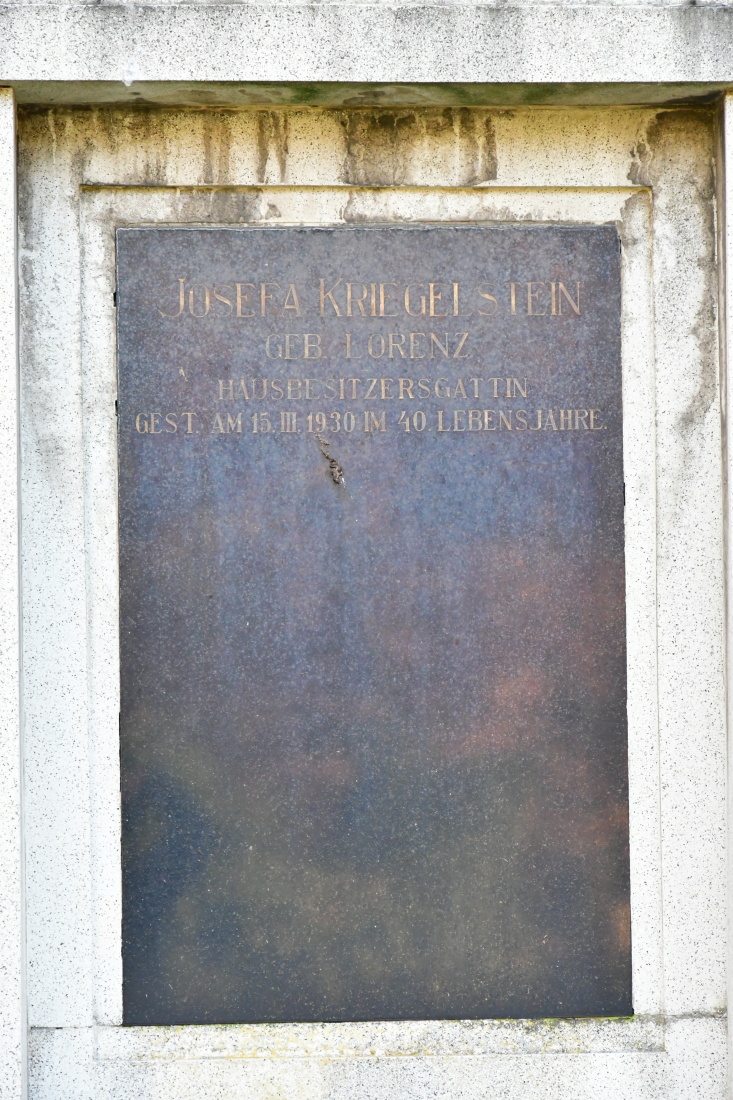 JOSEFA KRIEGELSTEIN
GEB. LORENZ
HAUSBESITZERSGATTIN
GEST. AM 15. III. 1930 IM 40. LEBENSJAHRE.